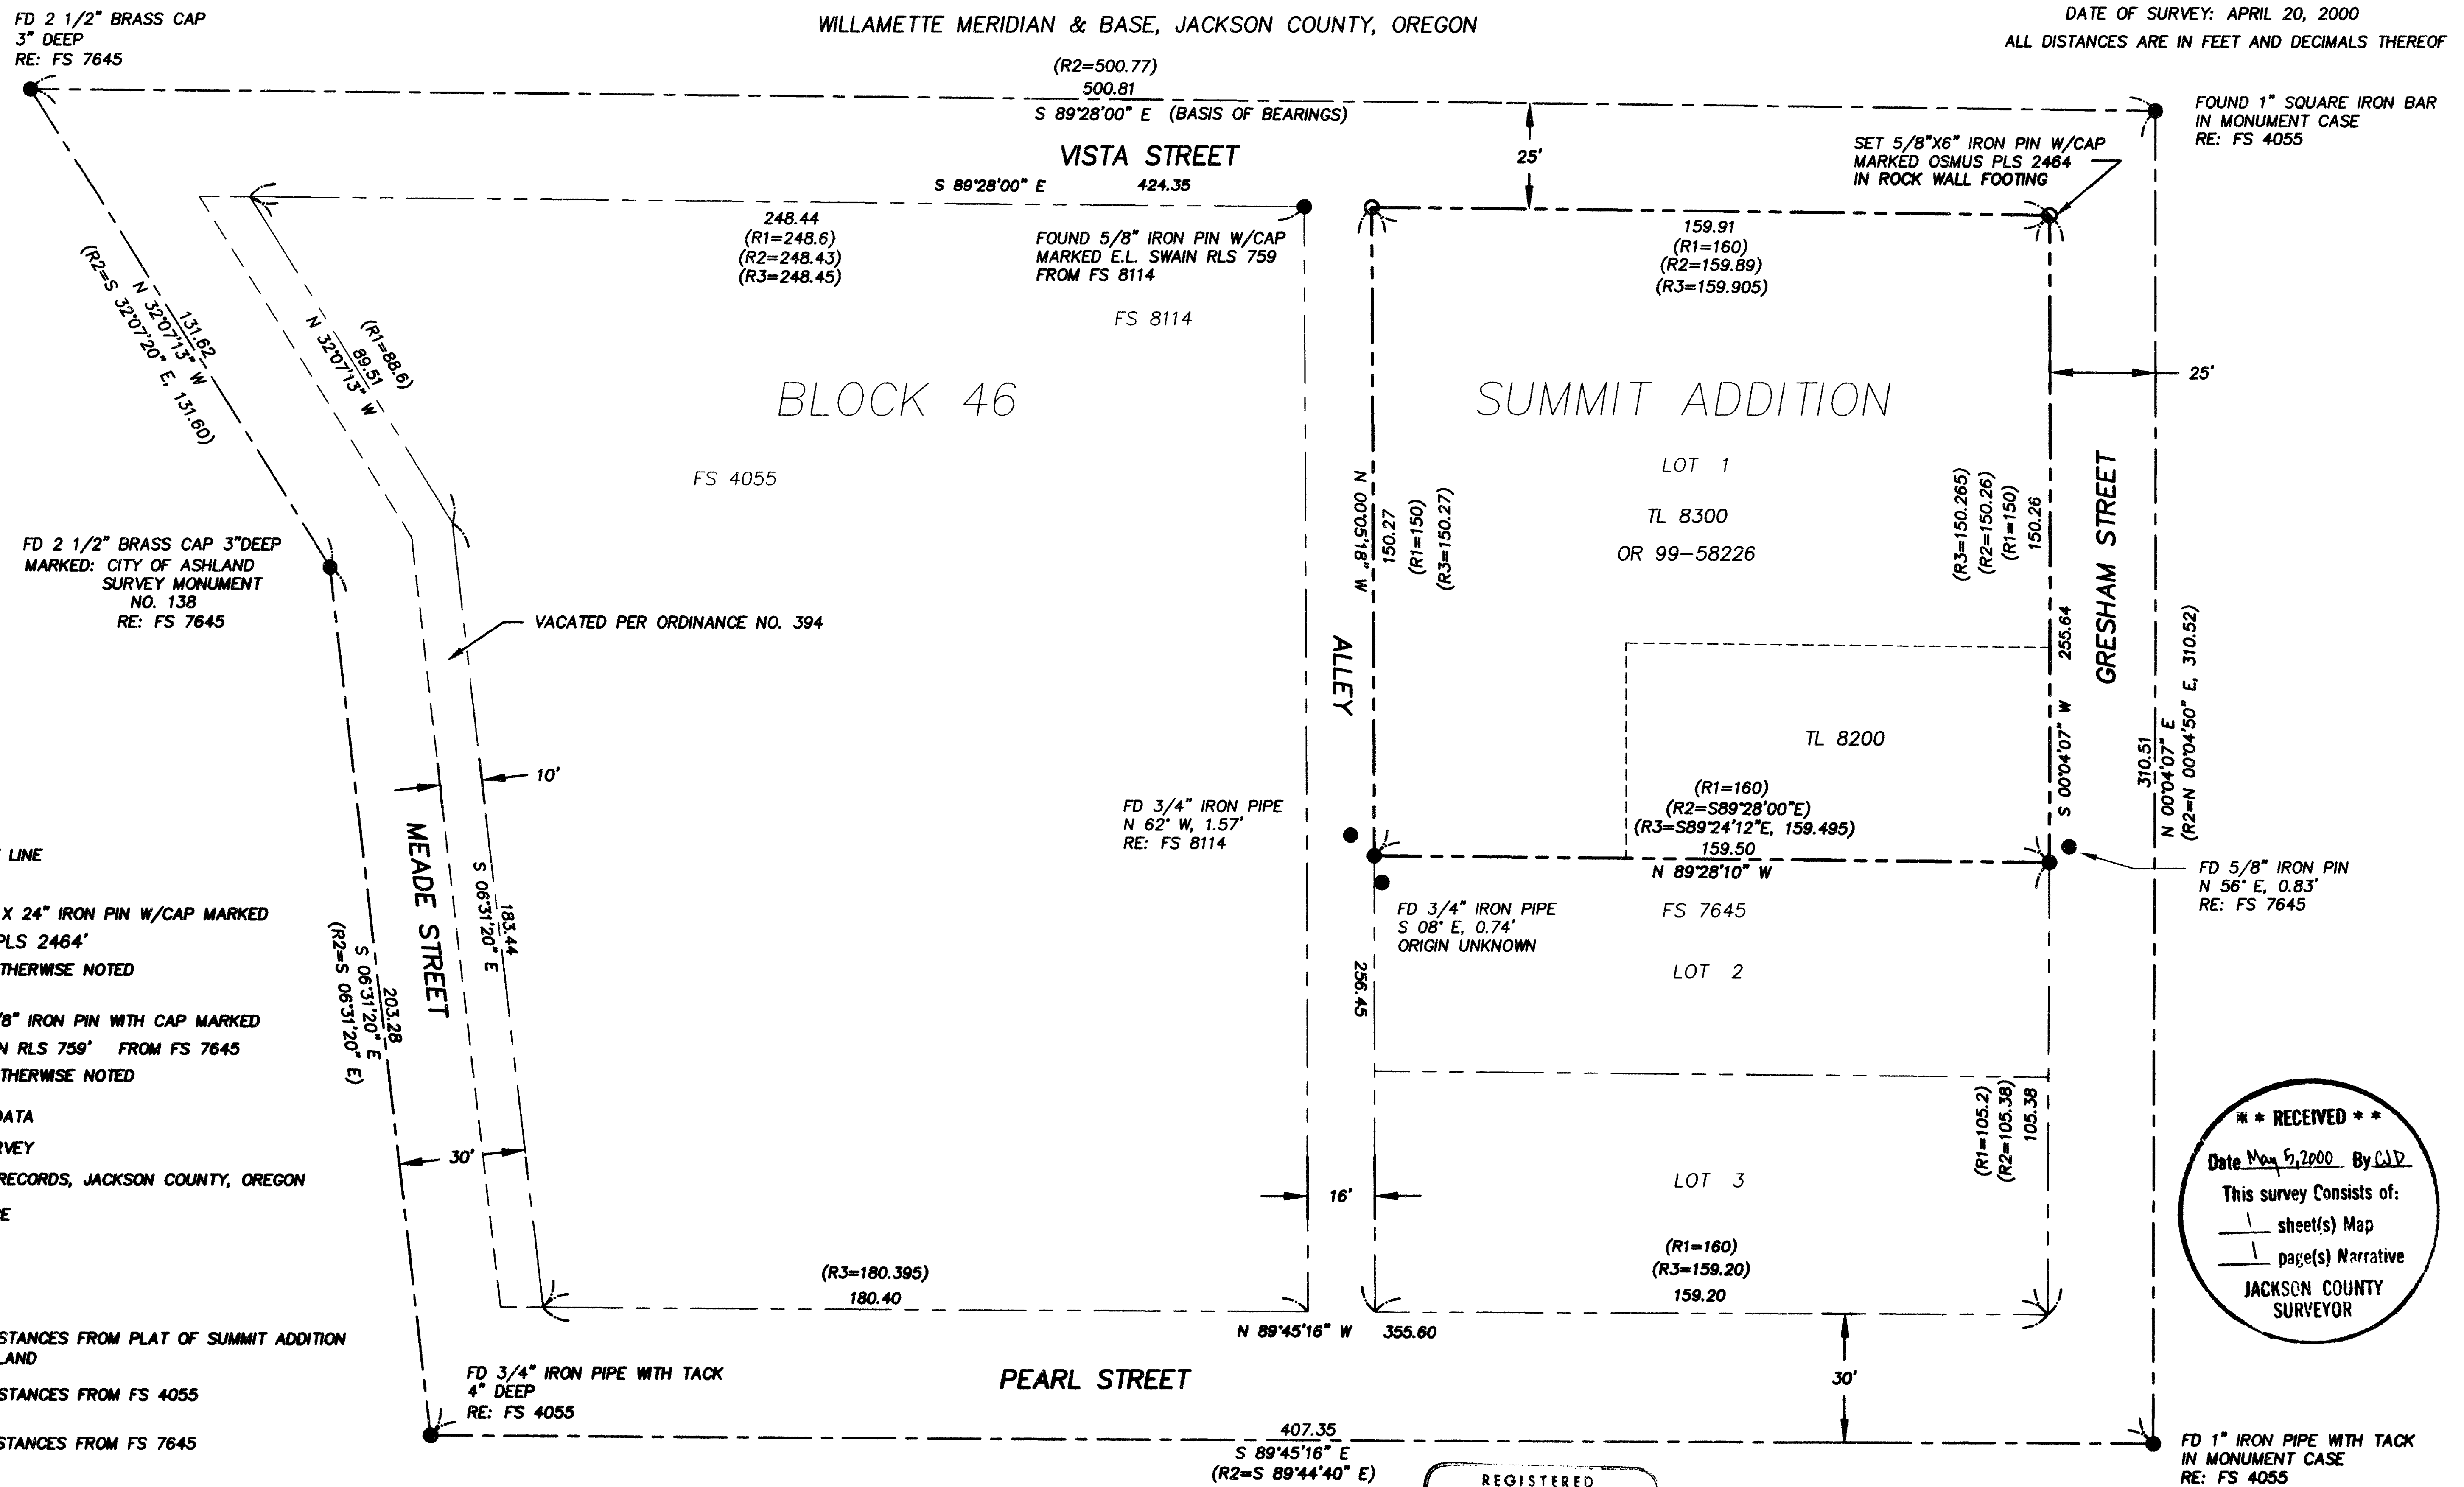 WILLAMETTE MERIDIAN & BASE, JACKSON COUNTY, OREGON
DATE OF SURVEY: APRIL 20, 2000
ALL DISTANCES ARE IN FEET AND DECIMALS THEREOF
FD 2 1/2" BRASS CAP
3" DEEP
RE: FS 7645
(R2=500.77)
500.81
S 89°28'00" E (BASIS OF BEARINGS)
VISTA STREET
S 89°28'00" E 424.35
25'
FOUND 1" SQUARE IRON BAR
IN MONUMENT CASE
RE: FS 4055
SET 5/8"X6" IRON PIN W/CAP
MARKED OSMUS PLS 2464
IN ROCK WALL FOOTING
248.44
(R1=248.6)
(R2=248.43)
(R3=248.45)
FOUND 5/8" IRON PIN W/CAP
MARKED E.L. SWAIN RLS 759
FROM FS 8114
FS 8114
159.91
(R1=160)
(R2=159.89)
(R3=159.905)
131.62
N 32°07'13" W
(R2=S 32°07'20" E, 131.60)
(R1=88.6)
89.51
N 32°07'13" W
BLOCK 46
SUMMIT ADDITION
25'
FS 4055
LOT 1
TL 8300
OR 99-58226
N 00°05'18" W
150.27
(R1=150)
(R3=150.27)
(R3=150.265)
(R2=150.26)
(R1=150)
150.26
GRESHAM STREET
FD 2 1/2" BRASS CAP 3"DEEP
MARKED: CITY OF ASHLAND
SURVEY MONUMENT
NO. 138
RE: FS 7645
VACATED PER ORDINANCE NO. 394
ALLEY
S 00°04'07" W 255.64
310.51
N 00°04'07" E
(R2=N 00°04'50" E, 310.52)
TL 8200
10'
(R1=160)
(R2=S89°28'00"E)
(R3=S89°24'12"E, 159.495)
159.50
N 89°28'10" W
FD 3/4" IRON PIPE
N 62° W, 1.57'
RE: FS 8114
FD 5/8" IRON PIN
N 56° E, 0.83'
RE: FS 7645
MEADE STREET
183.44
S 06°31'20" E
LINE
X 24" IRON PIN W/CAP MARKED
PLS 2464'
THERWISE NOTED
/8" IRON PIN WITH CAP MARKED
N RLS 759' FROM FS 7645
THERWISE NOTED
DATA
RVEY
RECORDS, JACKSON COUNTY, OREGON
CE
203.28
S 06°31'20" E
(R2=S 06°31'20" E)
FD 3/4" IRON PIPE
S 08° E, 0.74'
ORIGIN UNKNOWN
FS 7645
LOT 2
256.45
(R1=105.2)
(R2=105.38)
105.38
30'
16'
LOT 3
(R1=160)
(R3=159.20)
159.20
(R3=180.395)
180.40
N 89°45'16" W 355.60
* * RECEIVED * *
Date May 5, 2000 By CJD
This survey Consists of:
1 sheet(s) Map
1 page(s) Narrative
JACKSON COUNTY
SURVEYOR
STANCES FROM PLAT OF SUMMIT ADDITION
LAND
STANCES FROM FS 4055
STANCES FROM FS 7645
FD 3/4" IRON PIPE WITH TACK
4" DEEP
RE: FS 4055
PEARL STREET
30'
407.35
S 89°45'16" E
(R2=S 89°44'40" E)
REGISTERED
FD 1" IRON PIPE WITH TACK
IN MONUMENT CASE
RE: FS 4055